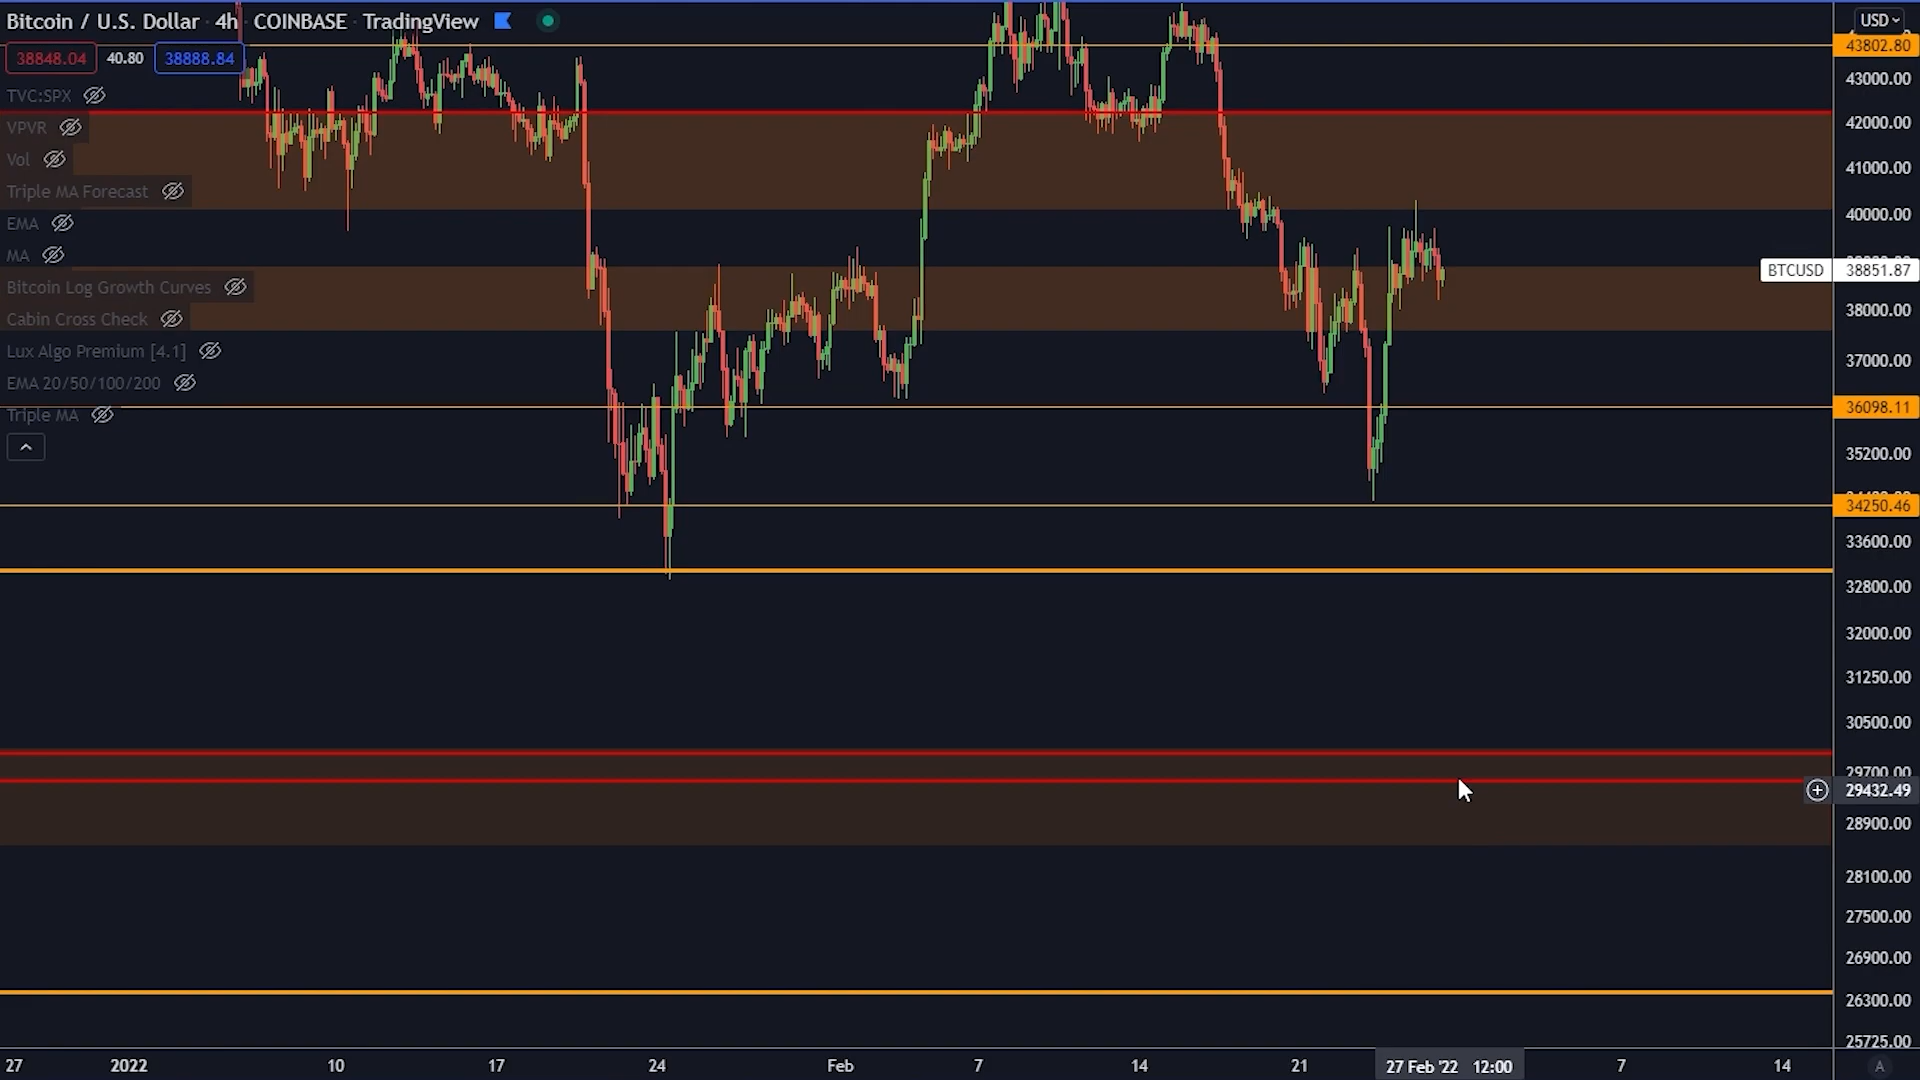 Bitcoin / U.S. Dollar · 4h · COINBASE · TradingView
USD
43802.80
38848.04 40.80 38888.84
43000.00
TVC:SPX
VPVR
42000.00
Vol
41000.00
Triple MA Forecast
40000.00
EMA
MA
BTCUSD 38851.87
Bitcoin Log Growth Curves
38000.00
Cabin Cross Check
Lux Algo Premium [4.1]
37000.00
EMA 20/50/100/200
36098.11
Triple MA
35200.00
34250.46
33600.00
32800.00
32000.00
31250.00
30500.00
29700.00
29432.49
28900.00
28100.00
27500.00
26900.00
26300.00
25725.00
27 2022 10 17 24 Feb 7 14 21 27 Feb '22 12:00 7 14 A